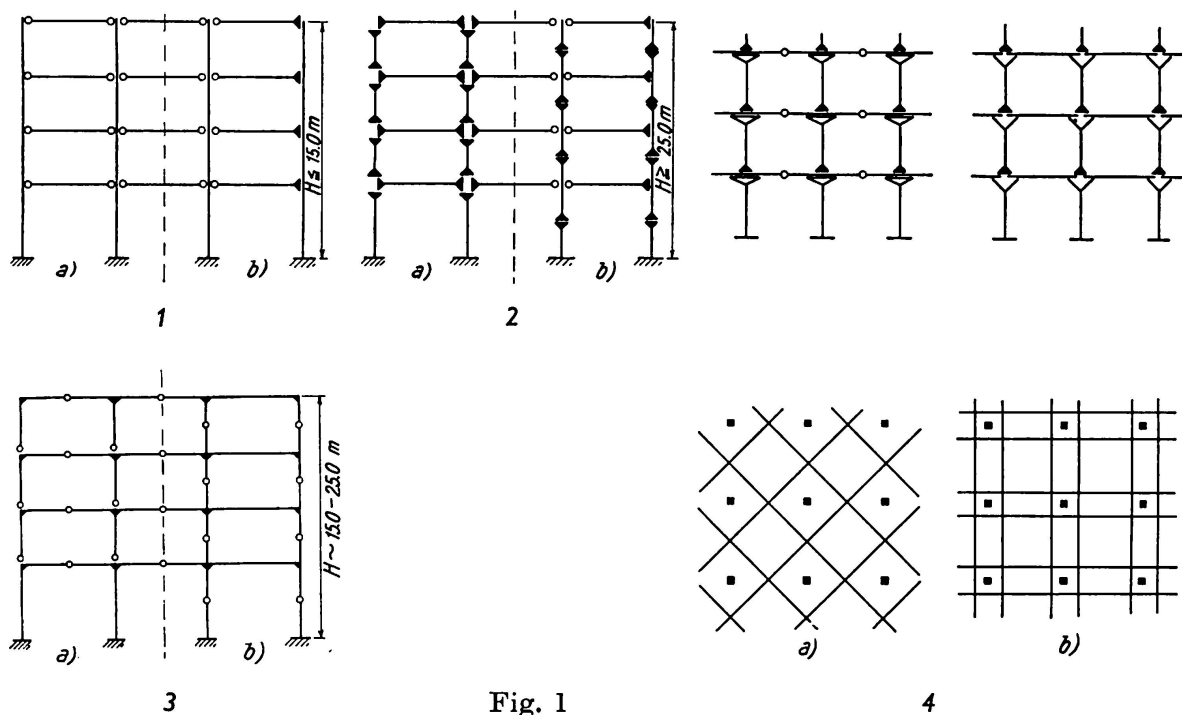 H ≦ 15.0 m
a)
b)
1
H ≧ 25.0 m
a)
b)
2
H ~ 15.0 - 25.0 m
a)
b)
3
a)
b)
4
Fig. 1